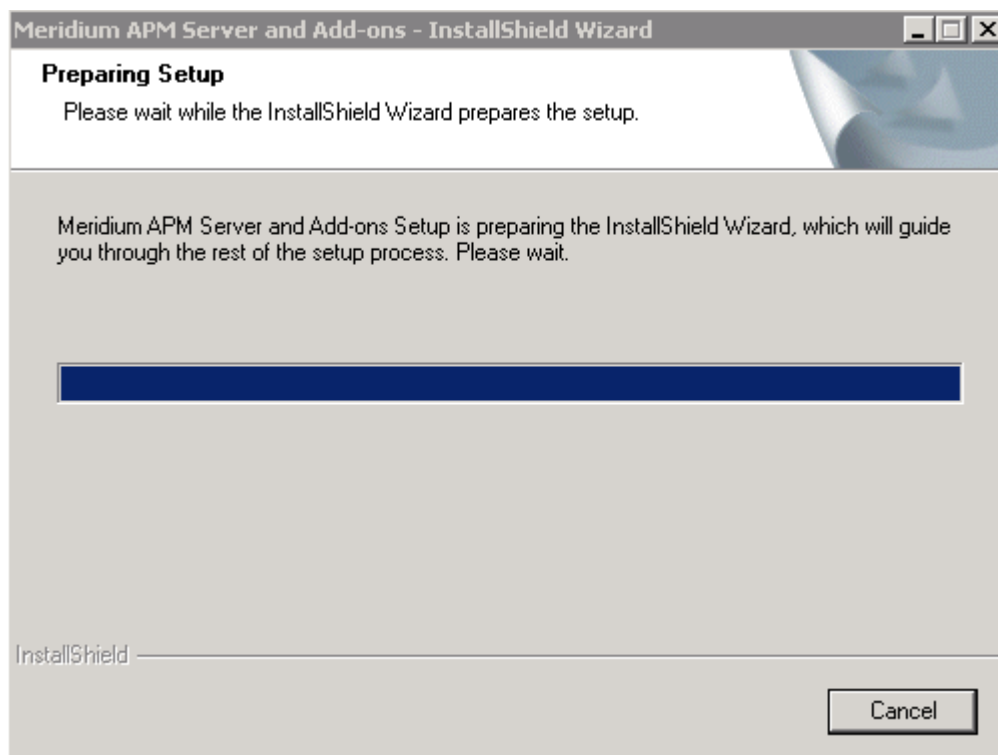 Meridium APM Server and Add-ons - InstallShield Wizard
Preparing Setup
Please wait while the InstallShield Wizard prepares the setup.
Meridium APM Server and Add-ons Setup is preparing the InstallShield Wizard, which will guide
you through the rest of the setup process. Please wait.
InstallShield
Cancel